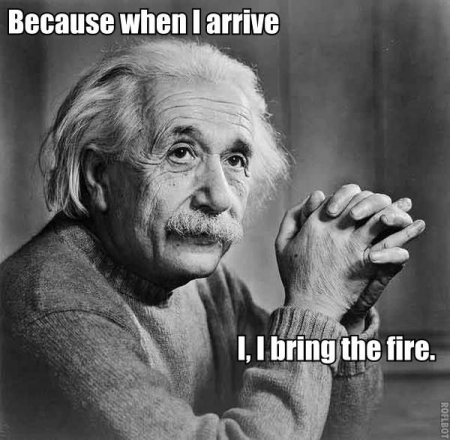 Because when I arrive
I, I bring the fire.
ROFLBOT